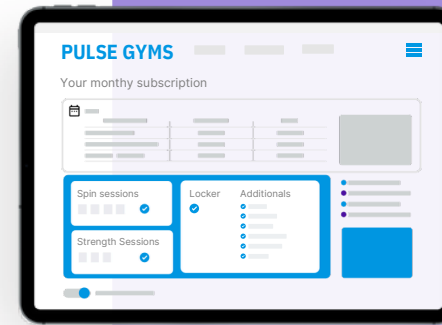 PULSE GYMS
Your monthy subscription
Spin sessions
Locker
Additionals
Strength Sessions